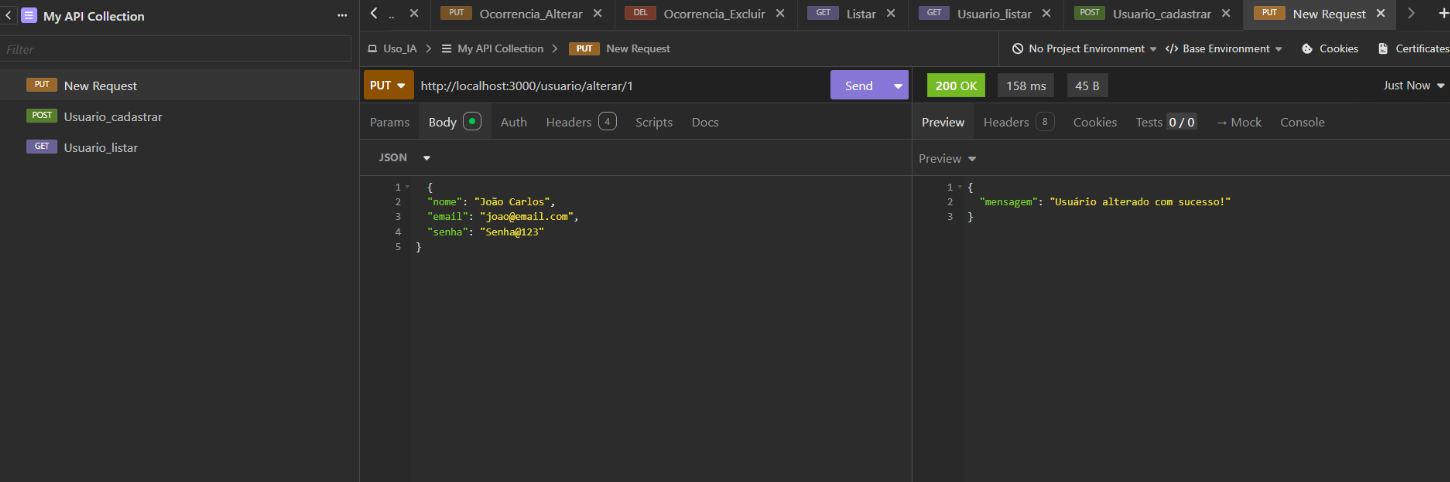 My API Collection
Filter
PUT New Request
POST Usuario_cadastrar
GET Usuario_listar
.. PUT Ocorrencia_Alterar DEL Ocorrencia_Excluir GET Listar GET Usuario_listar POST Usuario_cadastrar PUT New Request
Uso_IA My API Collection PUT New Request
No Project Environment </> Base Environment Cookies Certificates
PUT http://localhost:3000/usuario/alterar/1 Send
200 OK 158 ms 45 B Just Now
Params Body Auth Headers 4 Scripts Docs
JSON
1 {
2 "nome": "João Carlos",
3 "email": "joao@email.com",
4 "senha": "Senha@123"
5 }
Preview Headers 8 Cookies Tests 0 / 0 → Mock Console
Preview
1 {
2 "mensagem": "Usuário alterado com sucesso!"
3 }